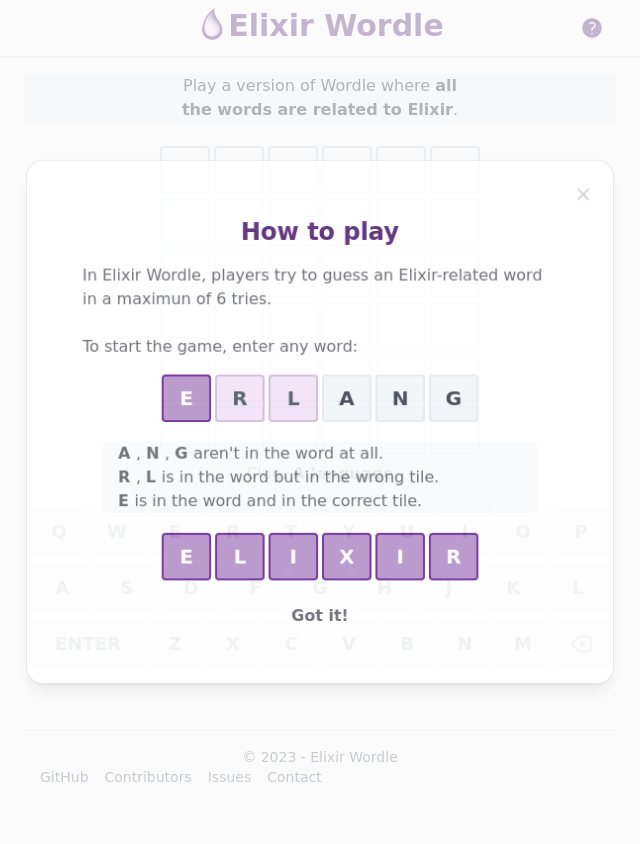 Elixir Wordle
?
Play a version of Wordle where all
the words are related to Elixir.
×
How to play
In Elixir Wordle, players try to guess an Elixir-related word
in a maximun of 6 tries.
To start the game, enter any word:
E R L A N G
A , N , G aren't in the word at all.
R , L is in the word but in the wrong tile.
E is in the word and in the correct tile.
Q W E R T Y U I O P
E L I X I R
A S D F G H J K L
Got it!
ENTER Z X C V B N M
© 2023 - Elixir Wordle
GitHub Contributors Issues Contact